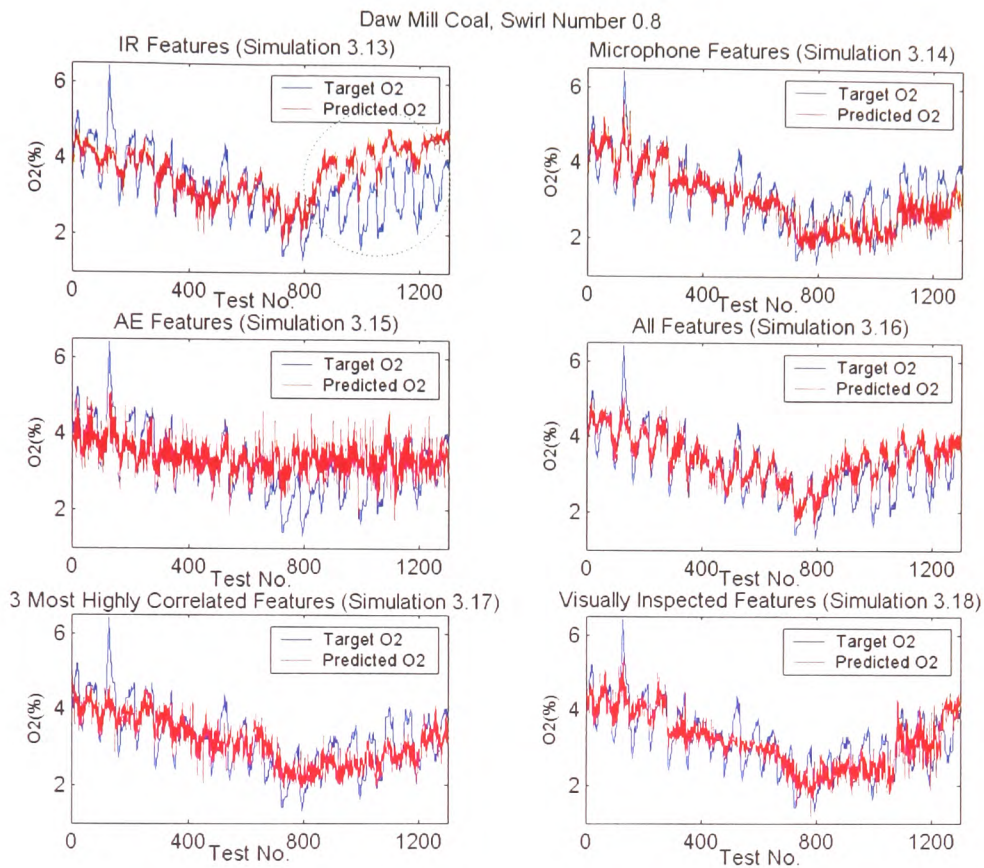 Daw Mill Coal, Swirl Number 0.8
IR Features (Simulation 3.13)
Target O2
Predicted O2
6
4
2
O2(%)
0
400
800
1200
Test No.
Microphone Features (Simulation 3.14)
Target O2
Predicted O2
6
4
2
O2(%)
0
400
800
1200
Test No.
AE Features (Simulation 3.15)
Target O2
Predicted O2
6
4
2
O2(%)
0
400
800
1200
Test No.
All Features (Simulation 3.16)
Target O2
Predicted O2
6
4
2
O2(%)
0
400
800
1200
Test No.
3 Most Highly Correlated Features (Simulation 3.17)
Target O2
Predicted O2
6
4
2
O2(%)
0
400
800
1200
Test No.
Visually Inspected Features (Simulation 3.18)
Target O2
Predicted O2
6
4
2
O2(%)
0
400
800
1200
Test No.